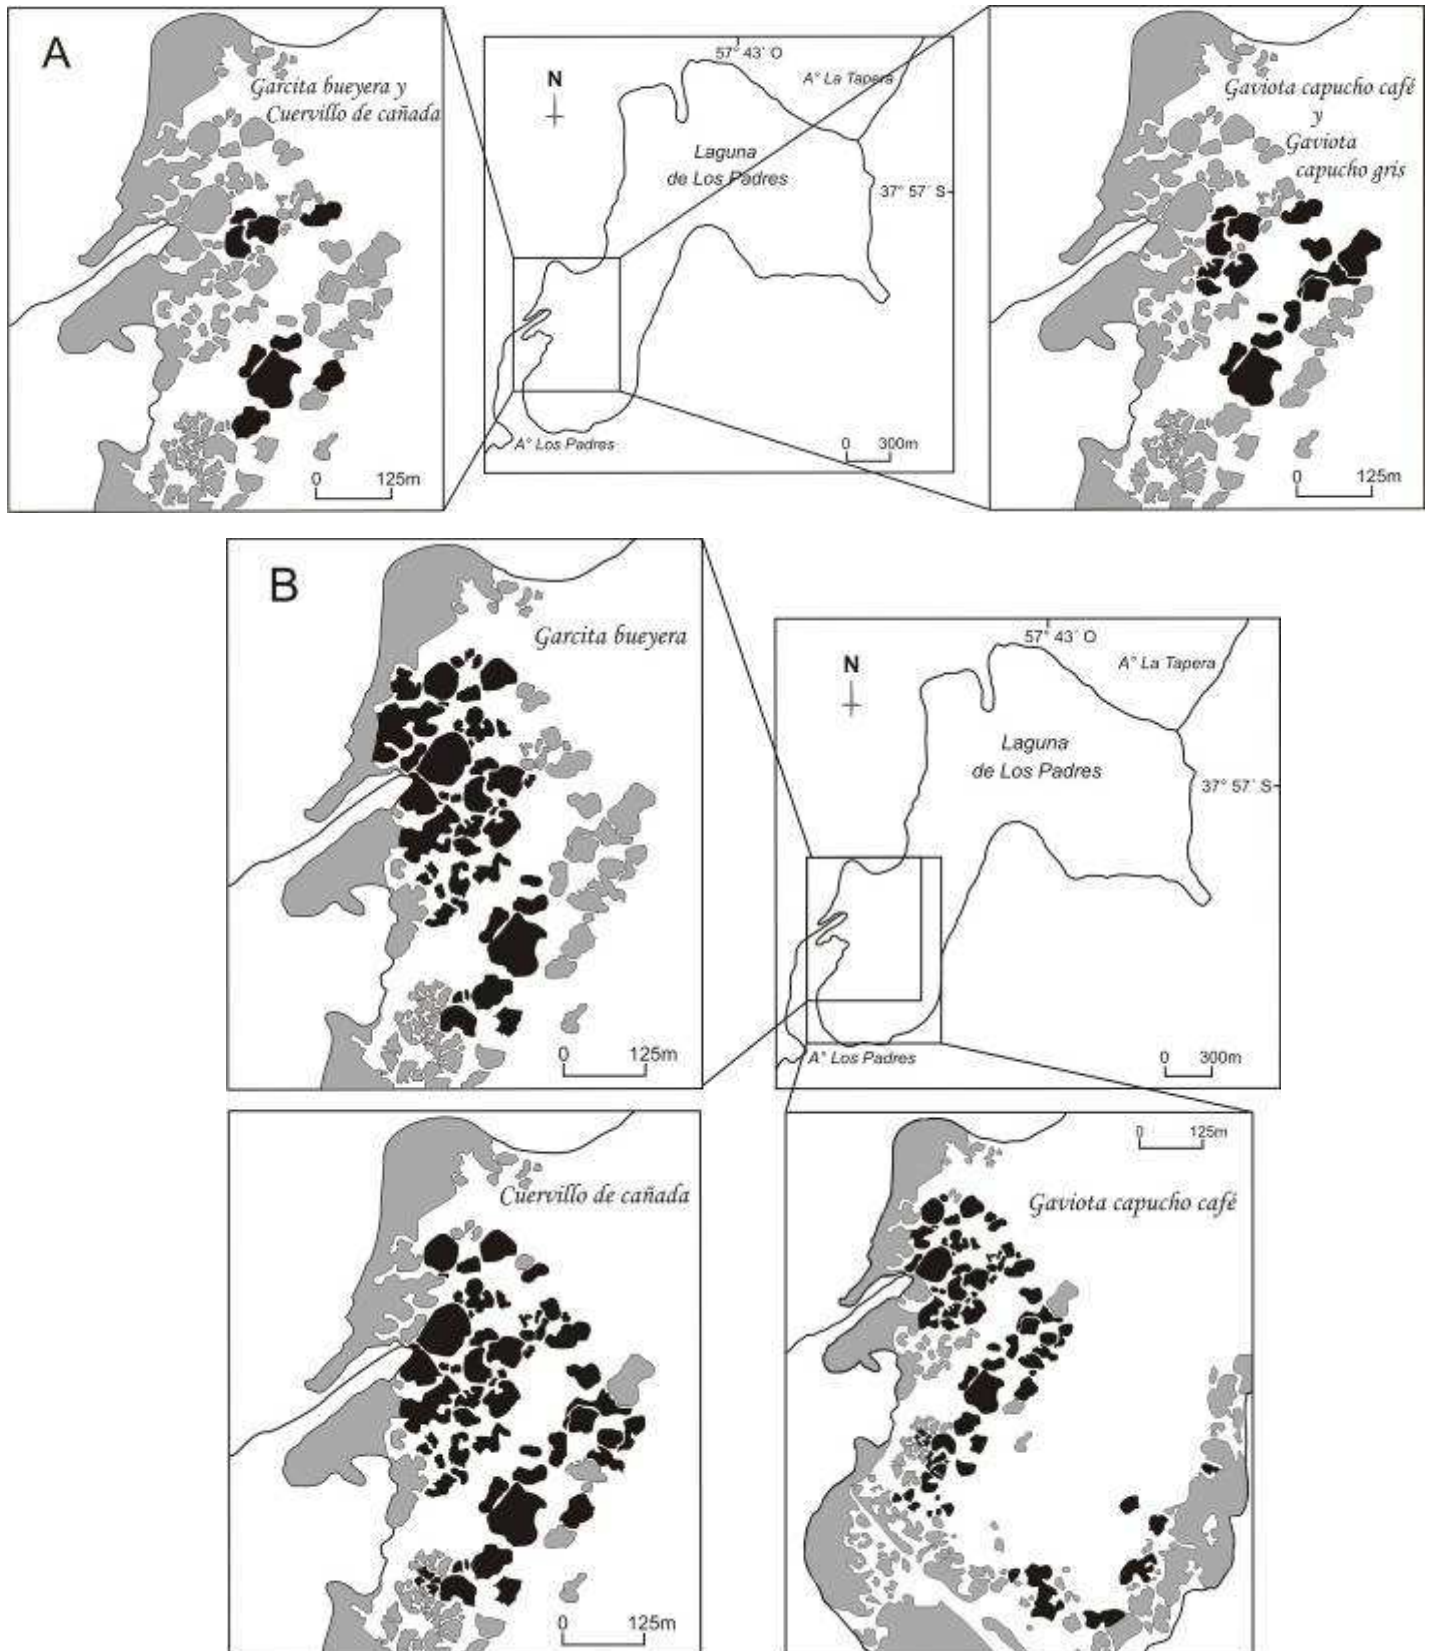 A
Garcita bueyera y
Cuervillo de cañada
0 125m
57° 43´ O
N
A° La Tapera
Laguna
de Los Padres
37° 57´ S
0 300m
A° Los Padres
Gaviota capucho café
y
Gaviota
capucho gris
0 125m
B
Garcita bueyera
0 125m
57° 43´ O
N
A° La Tapera
Laguna
de Los Padres
37° 57´ S
A° Los Padres
0 300m
Cuervillo de cañada
0 125m
0 125m
Gaviota capucho café